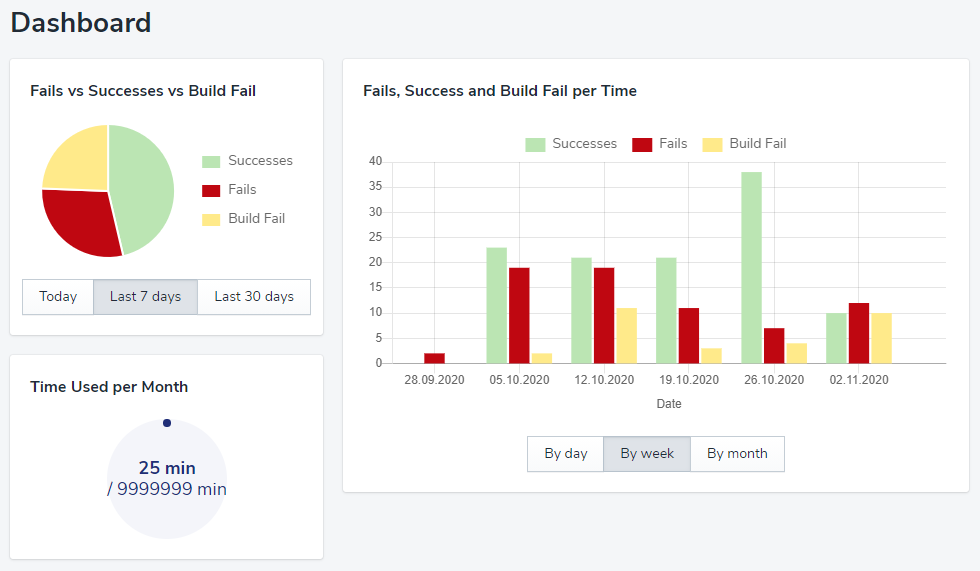 Dashboard
Fails vs Successes vs Build Fail
Successes
Fails
Build Fail
Today
Last 7 days
Last 30 days
Time Used per Month
25 min
/ 9999999 min
Fails, Success and Build Fail per Time
Successes Fails Build Fail
40
35
30
25
20
15
10
5
0
28.09.2020 05.10.2020 12.10.2020 19.10.2020 26.10.2020 02.11.2020
Date
By day By week By month